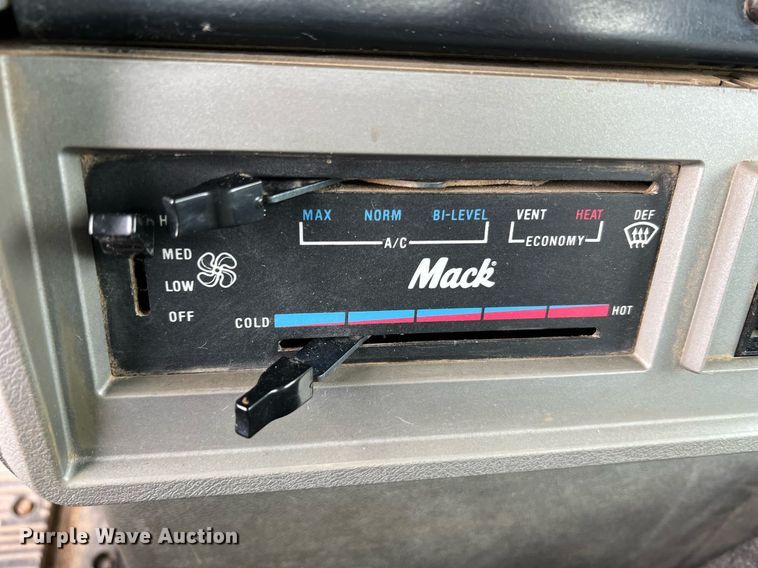 MAX NORM BI-LEVEL VENT HEAT DEF
A/C ECONOMY
H
MED
LOW
OFF
Mack
COLD HOT
Purple Wave Auction